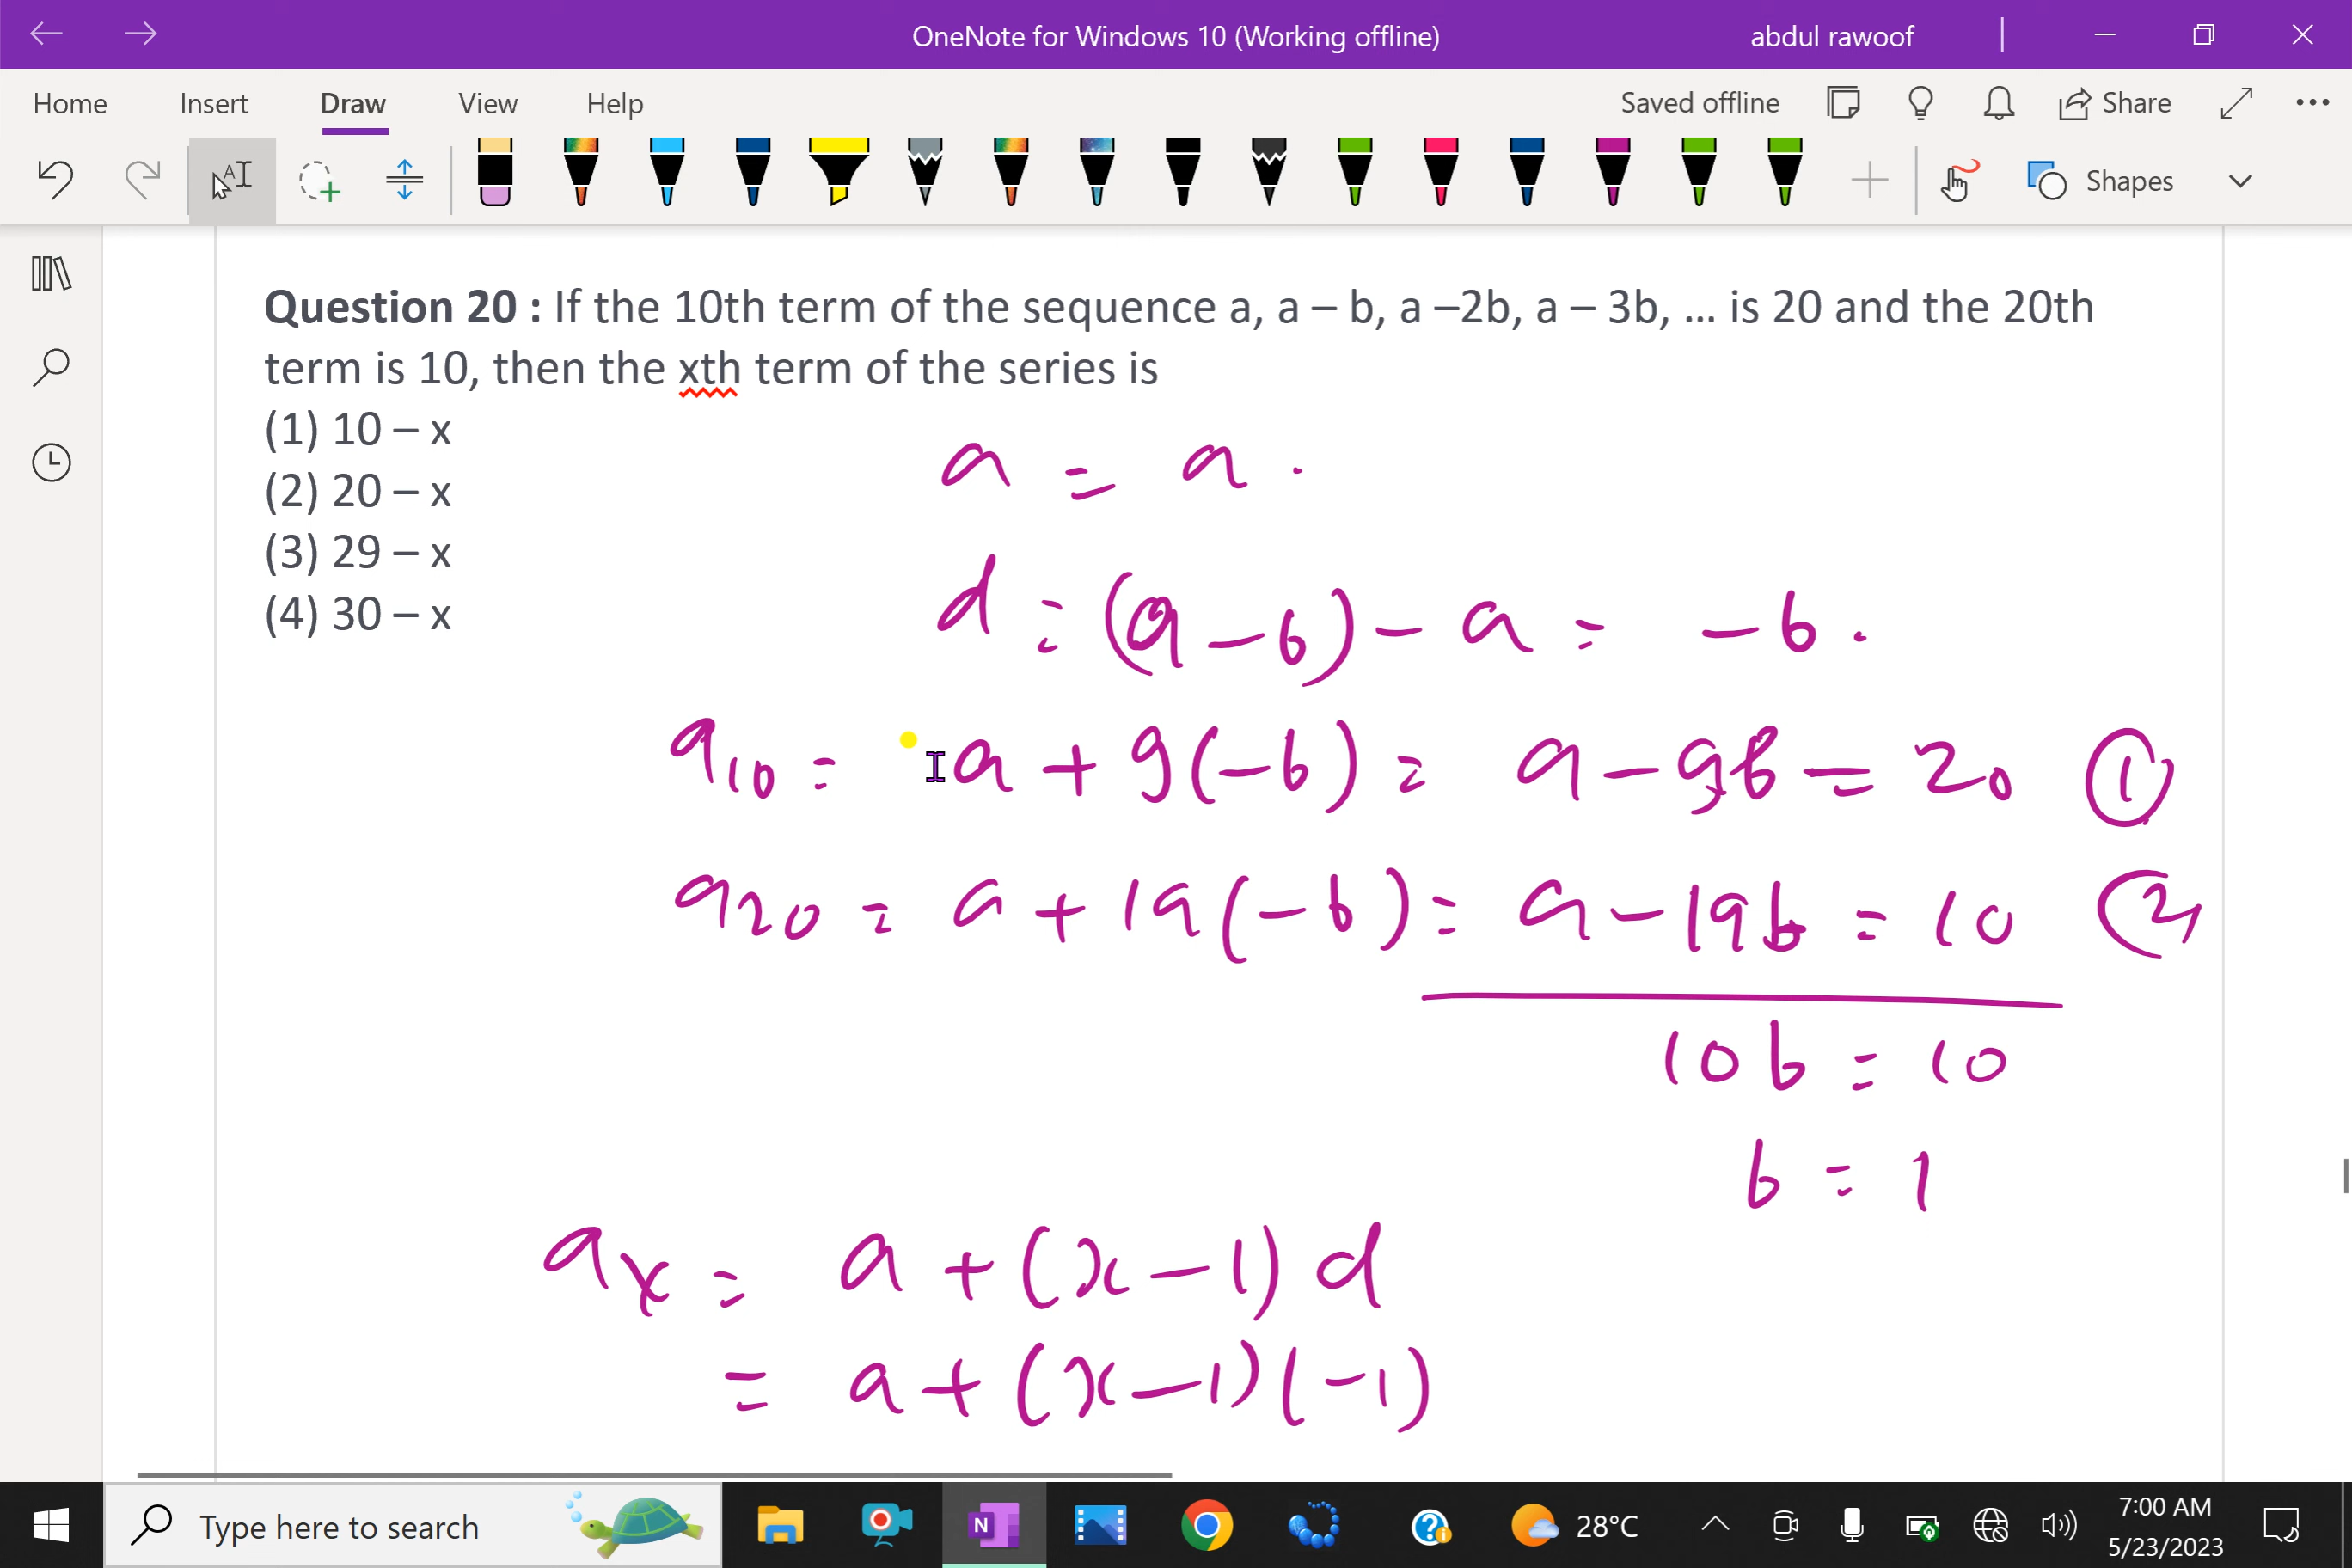 OneNote for Windows 10 (Working offline)
abdul rawoof
Home Insert Draw View Help
Saved offline
Share
Shapes
Question 20 : If the 10th term of the sequence a, a – b, a –2b, a – 3b, ... is 20 and the 20th
term is 10, then the xth term of the series is
(1) 10 – x
(2) 20 – x
(3) 29 – x
(4) 30 – x
a = a .
d = (a – b) – a = – b .
a10 = a + 9 (– b) = a – 9b = 20 (1)
a20 = a + 19 (– b) = a – 19b = 10 (2)
10 b = 10
b = 1
ax = a + (x – 1) d
= a + (x – 1) (–1)
Type here to search
28°C
7:00 AM
5/23/2023